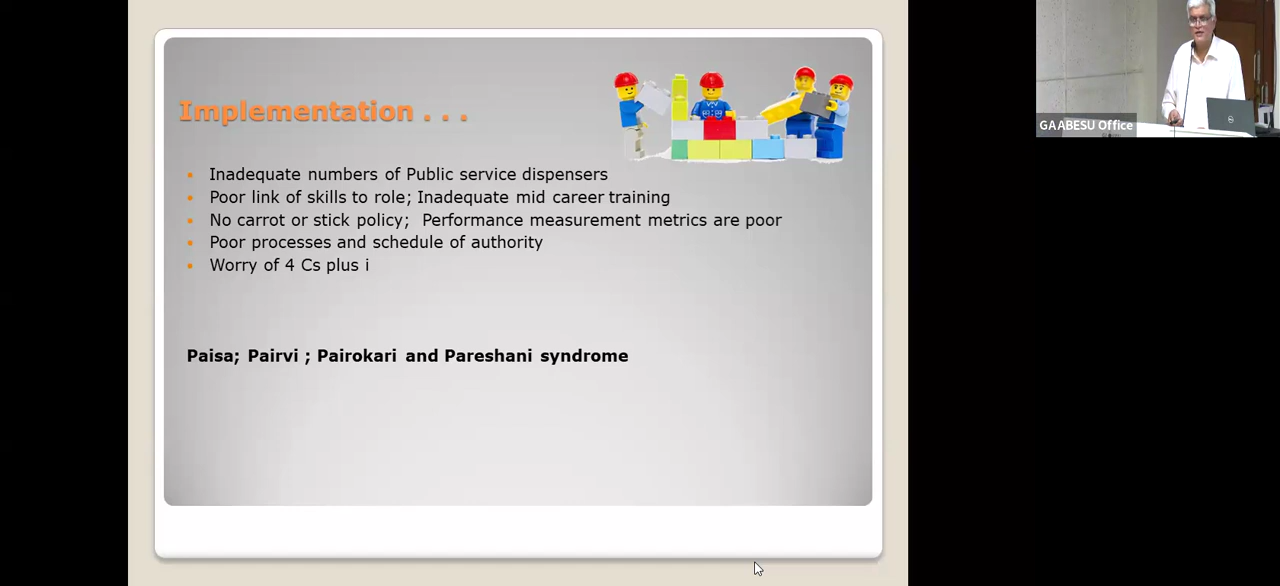 Implementation . . .
Inadequate numbers of Public service dispensers
Poor link of skills to role; Inadequate mid career training
No carrot or stick policy; Performance measurement metrics are poor
Poor processes and schedule of authority
Worry of 4 Cs plus i
Paisa; Pairvi ; Pairokari and Pareshani syndrome
GAABESU Office